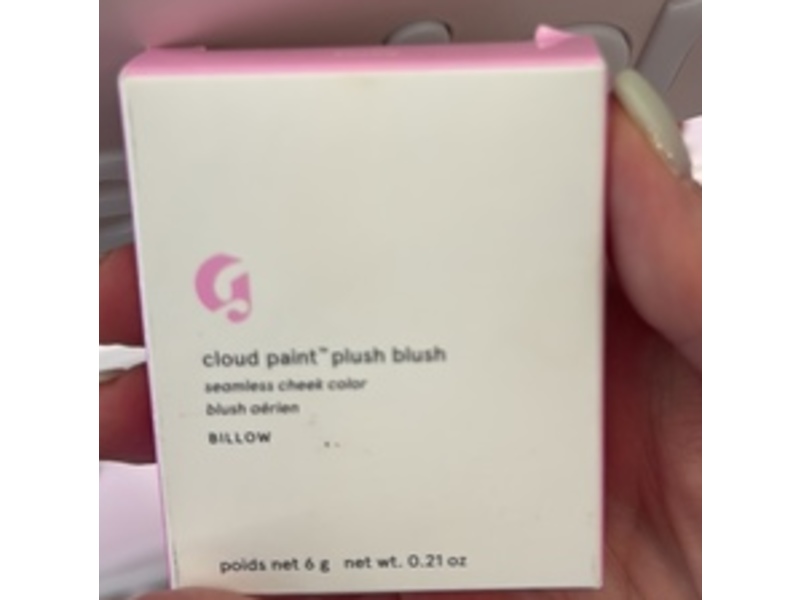 cloud paint™ plush blush
seamless cheek color
blush aérien
BILLOW
poids net 6 g net wt. 0.21 oz